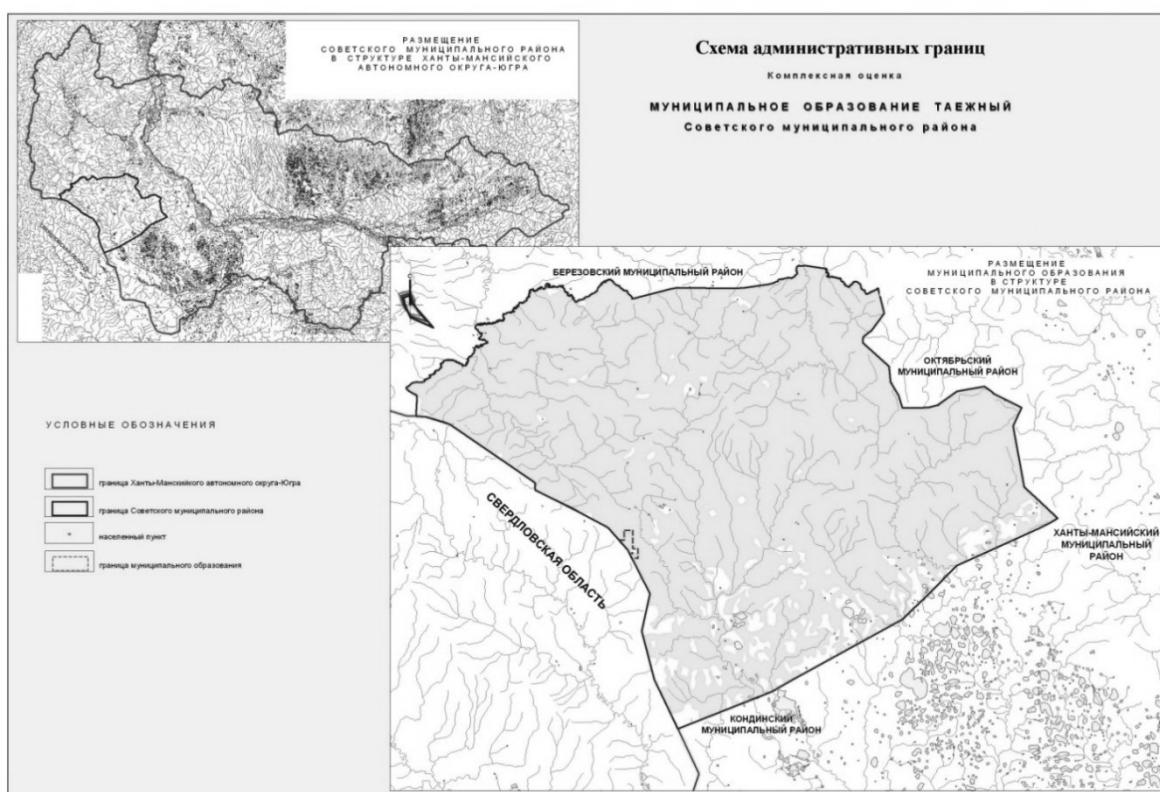 РАЗМЕЩЕНИЕ
СОВЕТСКОГО МУНИЦИПАЛЬНОГО РАЙОНА
В СТРУКТУРЕ ХАНТЫ-МАНСИЙСКОГО
АВТОНОМНОГО ОКРУГА-ЮГРА
Схема административных границ
Комплексная оценка
МУНИЦИПАЛЬНОЕ ОБРАЗОВАНИЕ ТАЕЖНЫЙ
Советского муниципального района
РАЗМЕЩЕНИЕ
МУНИЦИПАЛЬНОГО ОБРАЗОВАНИЯ
В СТРУКТУРЕ
СОВЕТСКОГО МУНИЦИПАЛЬНОГО РАЙОНА
БЕРЕЗОВСКИЙ МУНИЦИПАЛЬНЫЙ РАЙОН
С
ОКТЯБРЬСКИЙ
МУНИЦИПАЛЬНЫЙ РАЙОН
СВЕРДЛОВСКАЯ ОБЛАСТЬ
ХАНТЫ-МАНСИЙСКИЙ
МУНИЦИПАЛЬНЫЙ
РАЙОН
КОНДИНСКИЙ
МУНИЦИПАЛЬНЫЙ РАЙОН
УСЛОВНЫЕ ОБОЗНАЧЕНИЯ
граница Ханты-Манскийкого автономного округа-Югра
граница Советского муниципального района
населенный пункт
граница муниципального образования